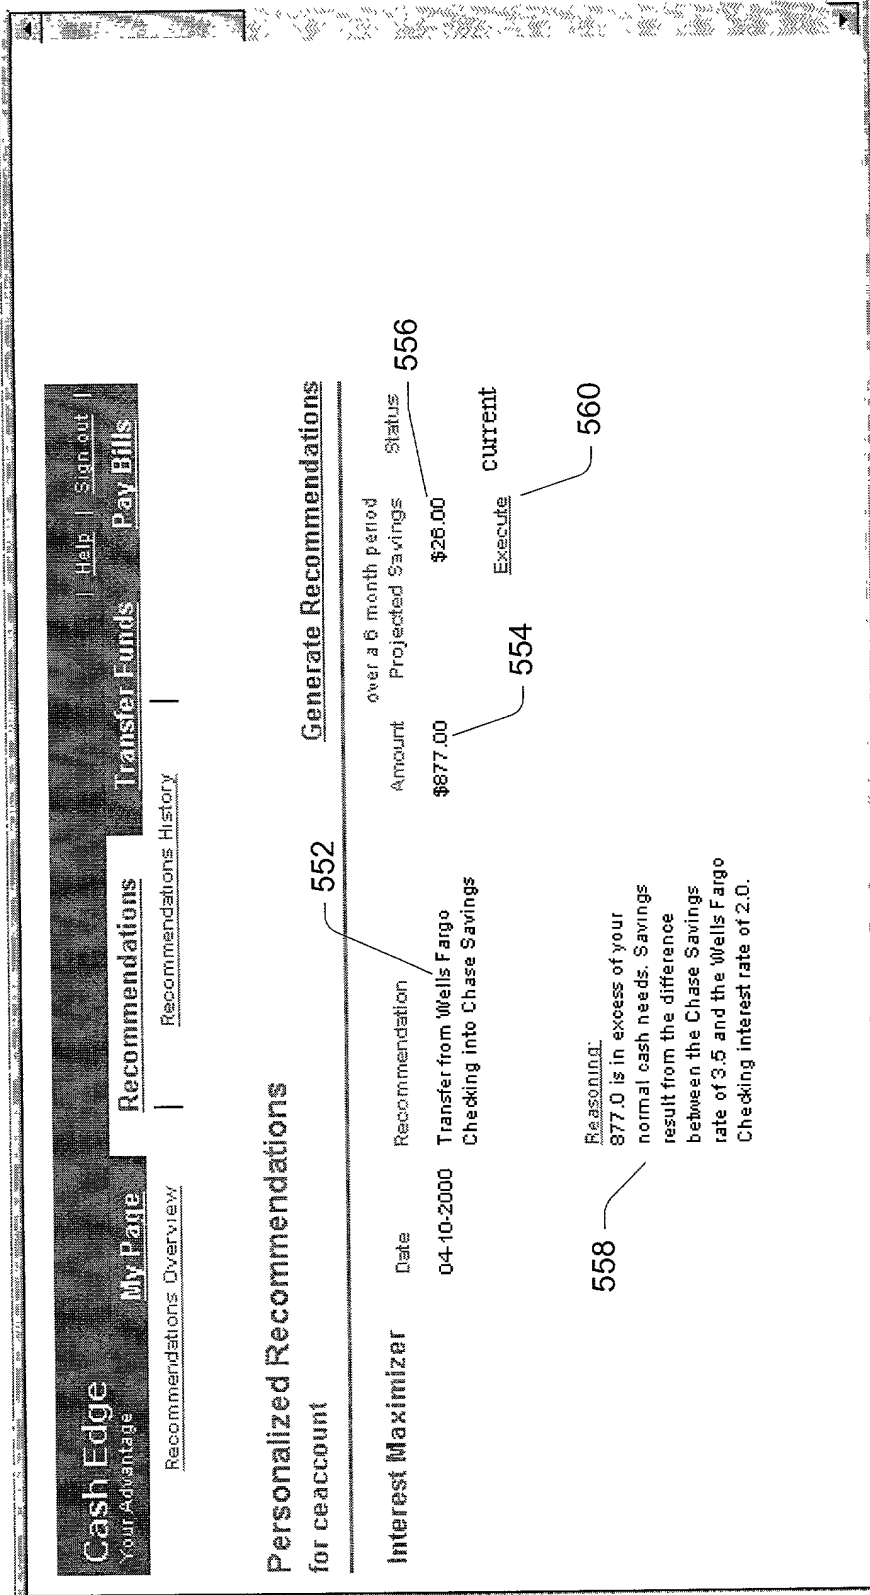 Cash Edge
Your Advantage
| Help | Sign out |
My Page Recommendations Transfer Funds Pay Bills
Recommendations Overview | Recommendations History |
Personalized Recommendations
for ceaccount
Generate Recommendations
552
Interest Maximizer
over a 6 month period
Date Recommendation Amount Projected Savings Status
556
04-10-2000 Transfer from Wells Fargo $877.00 $26.00
Checking into Chase Savings
current
Execute
554
560
558
Reasoning:
877.0 is in excess of your
normal cash needs. Savings
result from the difference
between the Chase Savings
rate of 3.5 and the Wells Fargo
Checking interest rate of 2.0.